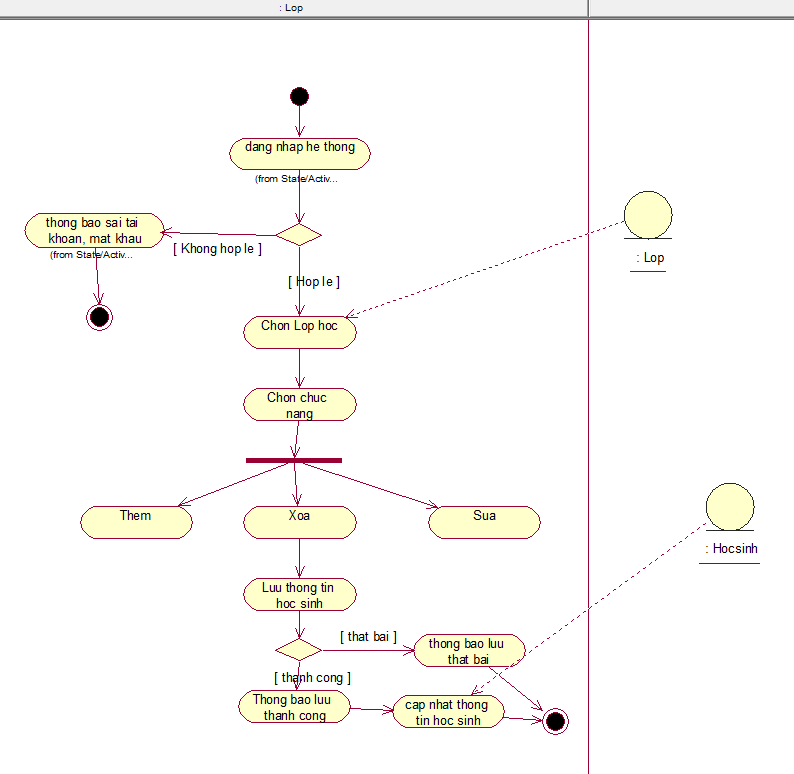 : Lop
dang nhap he thong
(from State/Activ...
thong bao sai tai
khoan, mat khau
(from State/Activ...
[ Khong hop le ]
: Lop
[ Hop le ]
Chon Lop hoc
Chon chuc
nang
Them
Xoa
Sua
: Hocsinh
Luu thong tin
hoc sinh
[ that bai ]
thong bao luu
that bai
[ thanh cong ]
Thong bao luu
thanh cong
cap nhat thong
tin hoc sinh